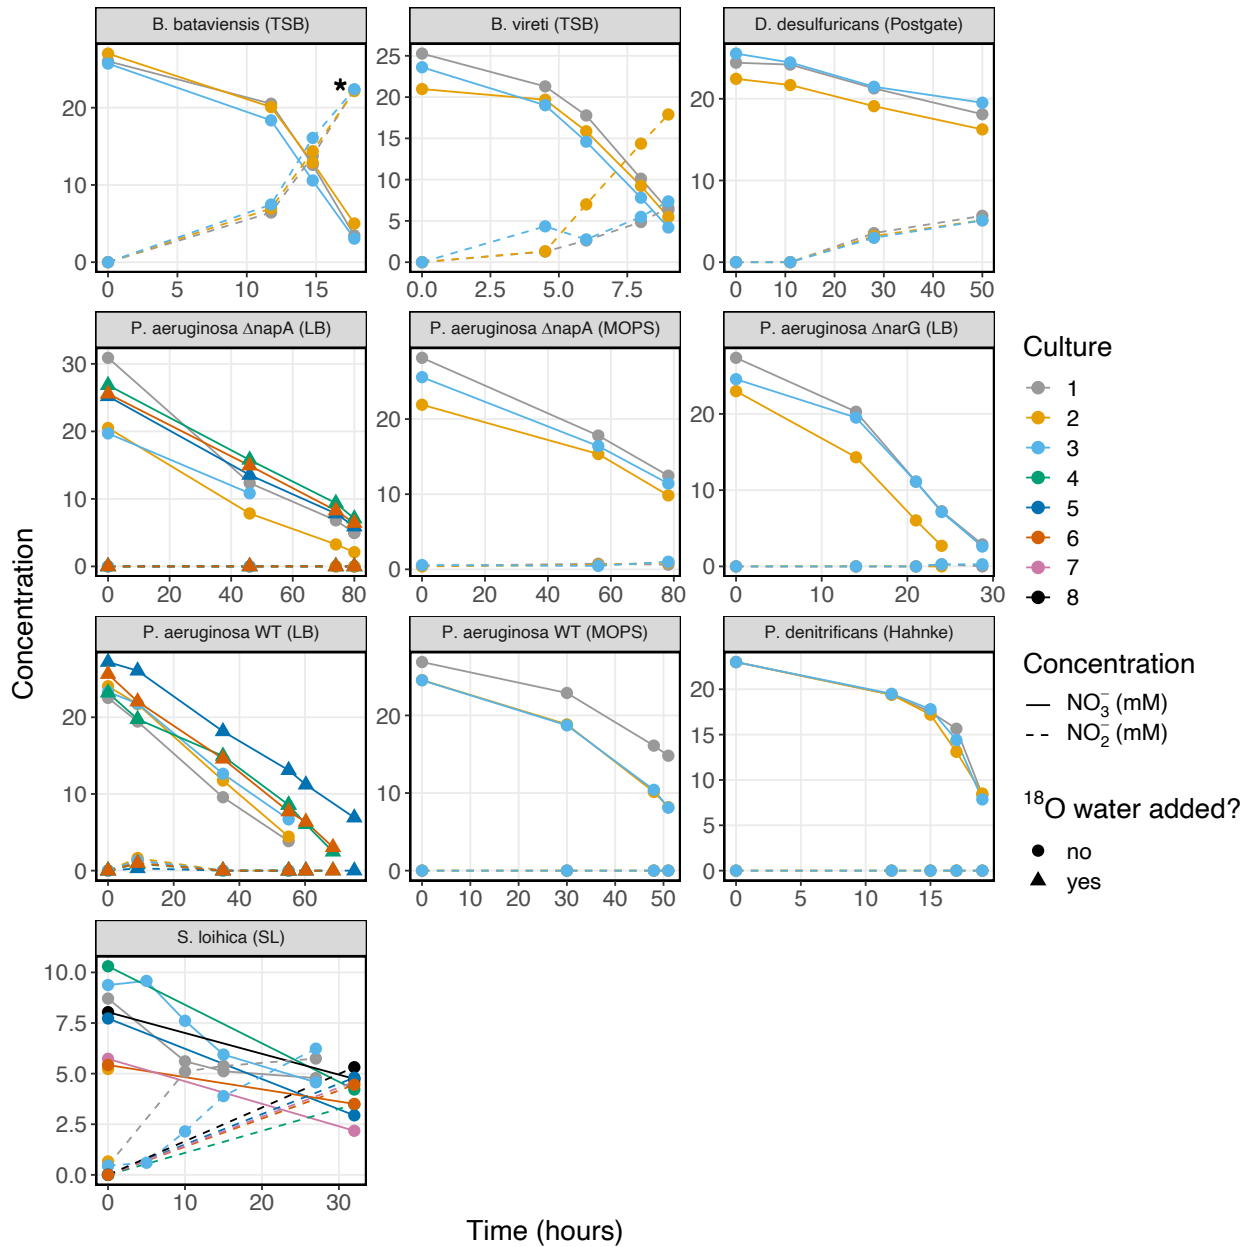 B. bataviensis (TSB)
B. vireti (TSB)
D. desulfuricans (Postgate)
20
10
0
*
0 5 10 15
25
20
15
10
5
0
0.0 2.5 5.0 7.5
20
10
0
0 10 20 30 40 50
P. aeruginosa ΔnapA (LB)
P. aeruginosa ΔnapA (MOPS)
P. aeruginosa ΔnarG (LB)
30
20
10
0
0 20 40 60 80
20
10
0
0 20 40 60 80
20
10
0
0 10 20 30
P. aeruginosa WT (LB)
P. aeruginosa WT (MOPS)
P. denitrificans (Hahnke)
20
10
0
0 20 40 60
20
10
0
0 10 20 30 40 50
20
15
10
5
0
0 5 10 15
S. loihica (SL)
10.0
7.5
5.0
2.5
0.0
0 10 20 30
Concentration
Time (hours)
Culture
1
2
3
4
5
6
7
8
Concentration
NO₃⁻ (mM)
NO₂⁻ (mM)
¹⁸O water added?
no
yes